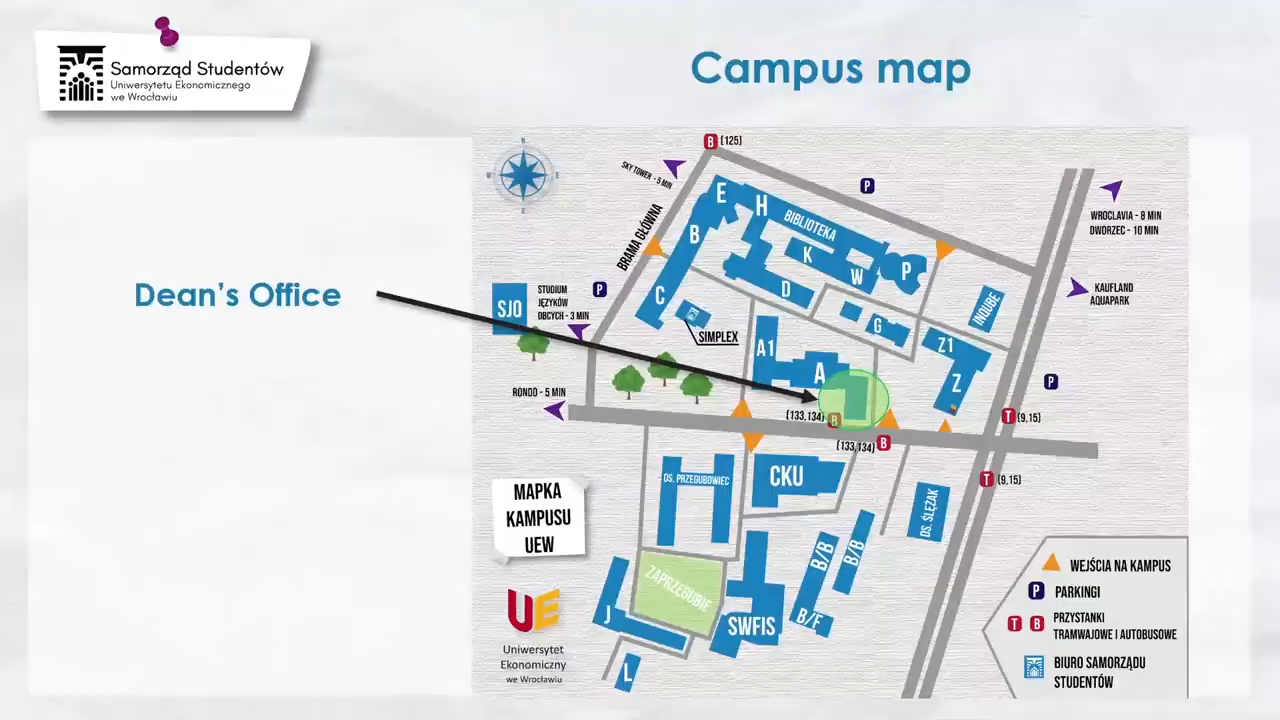 Samorząd Studentów
Uniwersytetu Ekonomicznego
we Wrocławiu
Campus map
Dean's Office
N
W
E
S
B (125)
SKY TOWER - 5 MIN
P
WROCLAVIA - 8 MIN
DWORZEC - 10 MIN
BRAMA GŁÓWNA
E
H
BIBLIOTEKA
B
K
W
P
D
C
P
SJO
STUDIUM
JĘZYKÓW
OBCYCH - 3 MIN
SIMPLEX
G
INQUBE
KAUFLAND
AQUAPARK
A1
A
Z1
Z
P
RONDO - 5 MIN
(133,134) B
(133,134) B
T (9,15)
T (9,15)
DS. PRZEGUBOWIEC
CKU
DS. ŚLĘŻAK
MAPKA
KAMPUSU
UEW
B/B
B/B
B/F
ZAPRZEGUBIE
J
SWFIS
L
UE
Uniwersytet
Ekonomiczny
we Wrocławiu
WEJŚCIA NA KAMPUS
P PARKINGI
T B PRZYSTANKI
TRAMWAJOWE I AUTOBUSOWE
BIURO SAMORZĄDU
STUDENTÓW